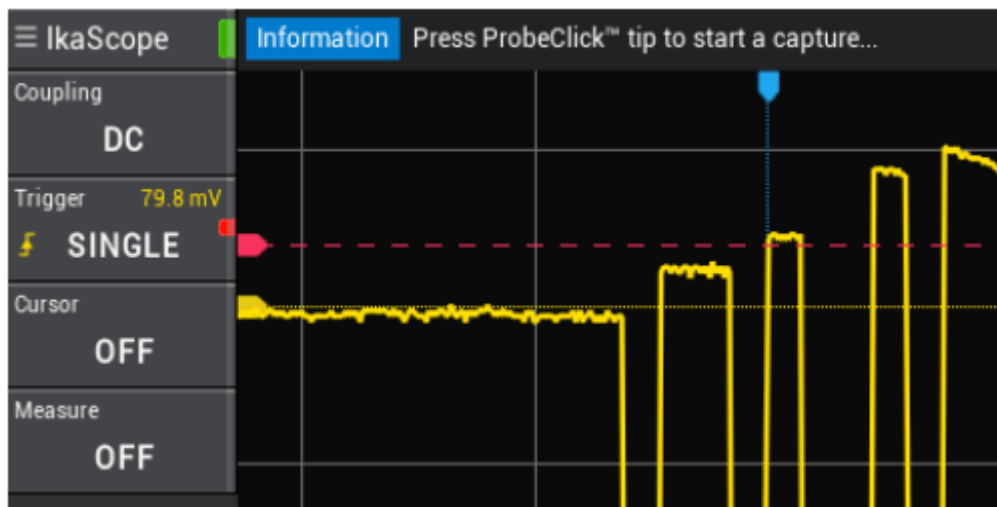 ☰ IkaScope
Information Press ProbeClick™ tip to start a capture...
Coupling
DC
Trigger 79.8 mV
SINGLE
Cursor
OFF
Measure
OFF